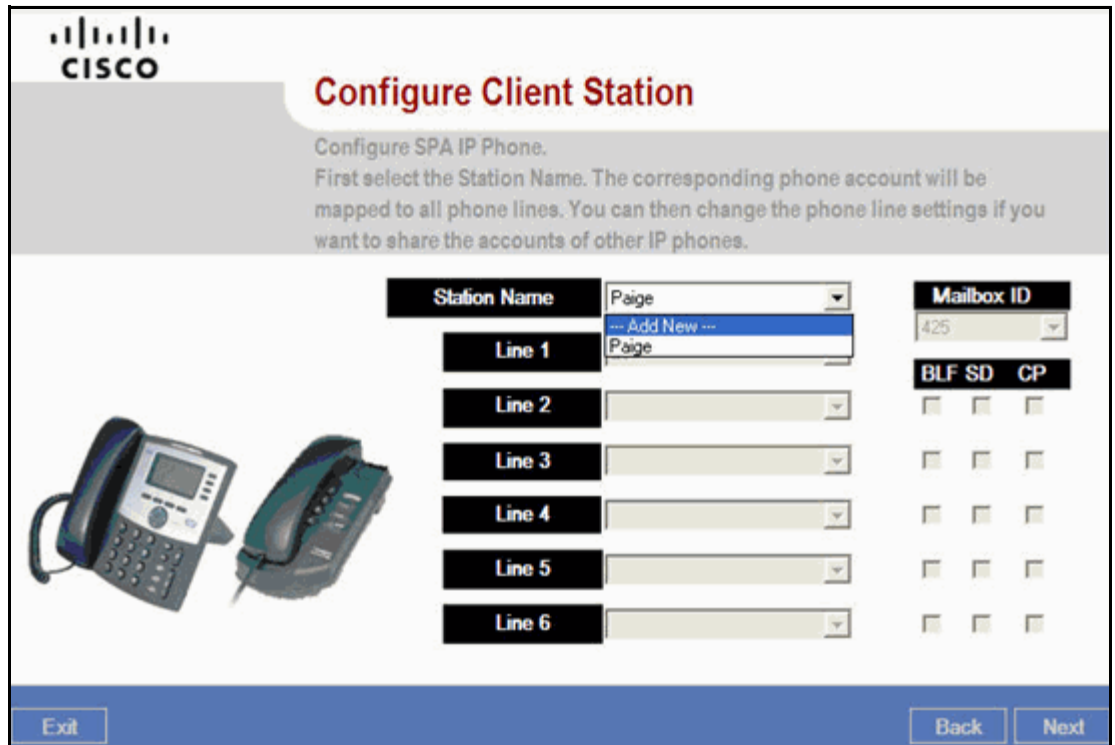 CISCO
Configure Client Station
Configure SPA IP Phone.
First select the Station Name. The corresponding phone account will be
mapped to all phone lines. You can then change the phone line settings if you
want to share the accounts of other IP phones.
Station Name
Paige
Mailbox ID
--- Add New ---
425
Line 1
Paige
BLF SD CP
Line 2
Line 3
Line 4
Line 5
Line 6
Exit
Back
Next